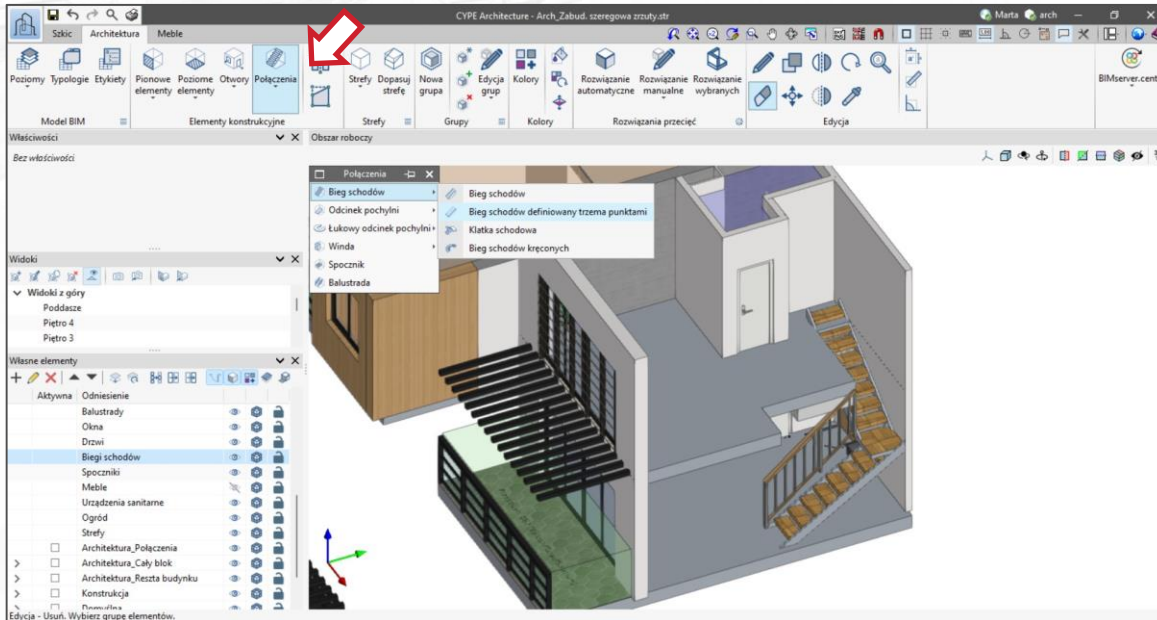 CYPE Architecture - Arch_Zabud. szeregowa zrzuty.str
Marta
arch
Szkic
Architektura
Meble
Poziomy
Typologie
Etykiety
Pionowe elementy
Poziome elementy
Otwory
Połączenia
Strefy
Dopasuj strefę
Nowa grupa
Edycja grup
Kolory
Rozwiązanie automatyczne
Rozwiązanie manualne
Rozwiązanie wybranych
BIMserver.cent
Model BIM
Elementy konstrukcyjne
Strefy
Grupy
Kolory
Rozwiązania przecięć
Edycja
Właściwości
Obszar roboczy
Bez właściwości
Połączenia
Bieg schodów
Odcinek pochylni
Łukowy odcinek pochylni
Winda
Spocznik
Balustrada
Bieg schodów
Bieg schodów definiowany trzema punktami
Klatka schodowa
Bieg schodów kręconych
Widoki
Widoki z góry
Poddasze
Piętro 4
Piętro 3
Własne elementy
Aktywna Odniesienie
Balustrady
Okna
Drzwi
Biegi schodów
Spoczniki
Meble
Urządzenia sanitarne
Ogród
Strefy
Architektura_Połączenia
Architektura_Cały blok
Architektura_Reszta budynku
Konstrukcja
Domyślna
Edycja - Usuń. Wybierz grupę elementów.